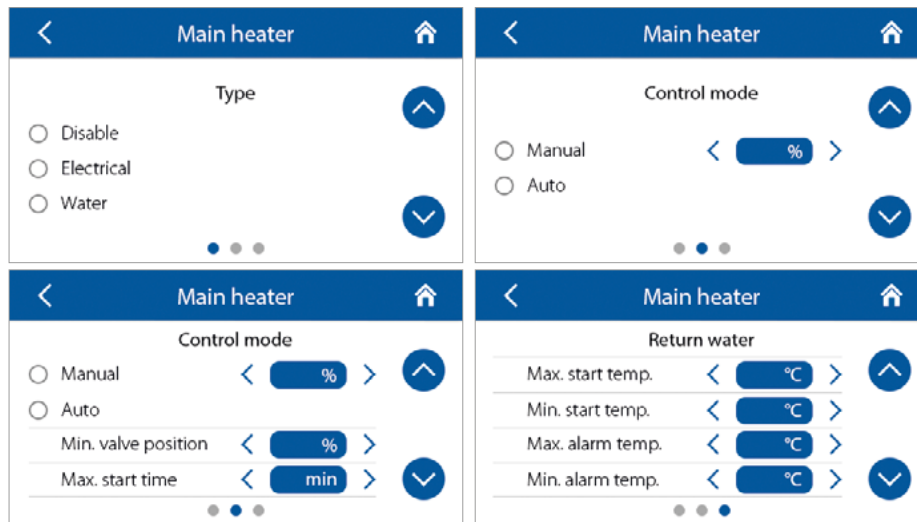 Main heater
Type
Disable
Electrical
Water
Main heater
Control mode
Manual %
Auto
Main heater
Control mode
Manual %
Auto
Min. valve position %
Max. start time min
Main heater
Return water
Max. start temp. °C
Min. start temp. °C
Max. alarm temp. °C
Min. alarm temp. °C